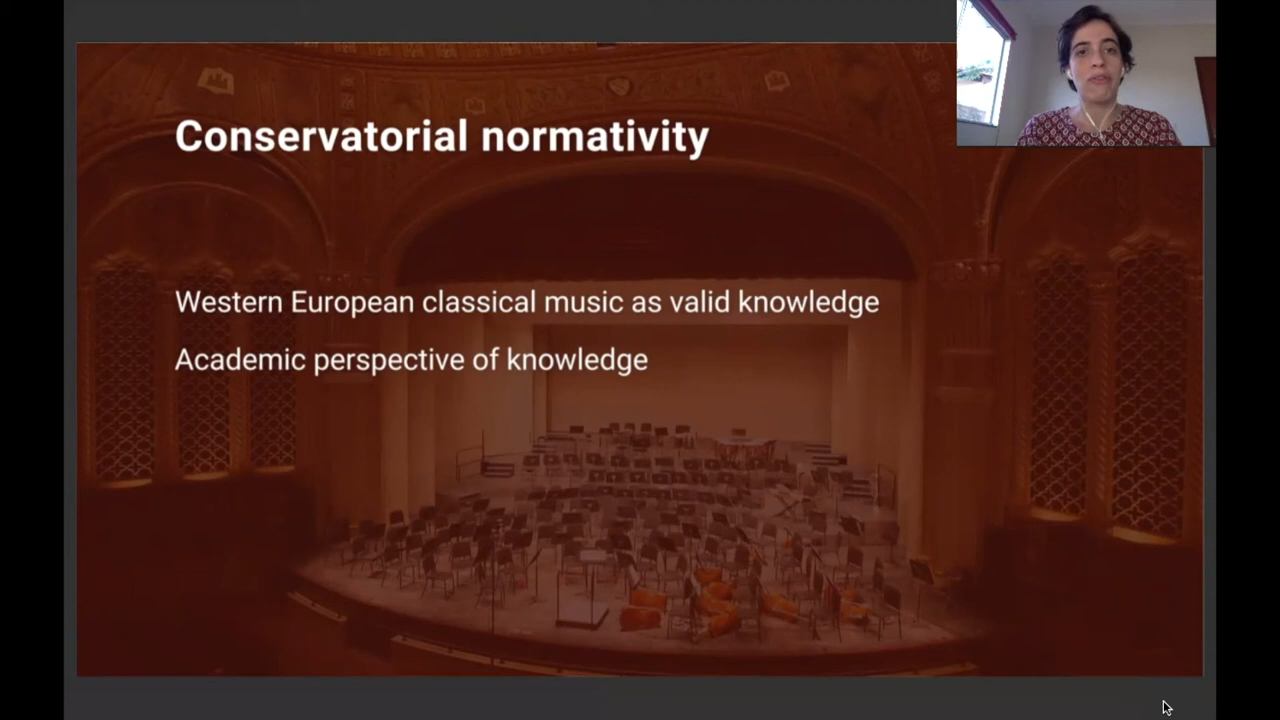 Conservatorial normativity
Western European classical music as valid knowledge
Academic perspective of knowledge